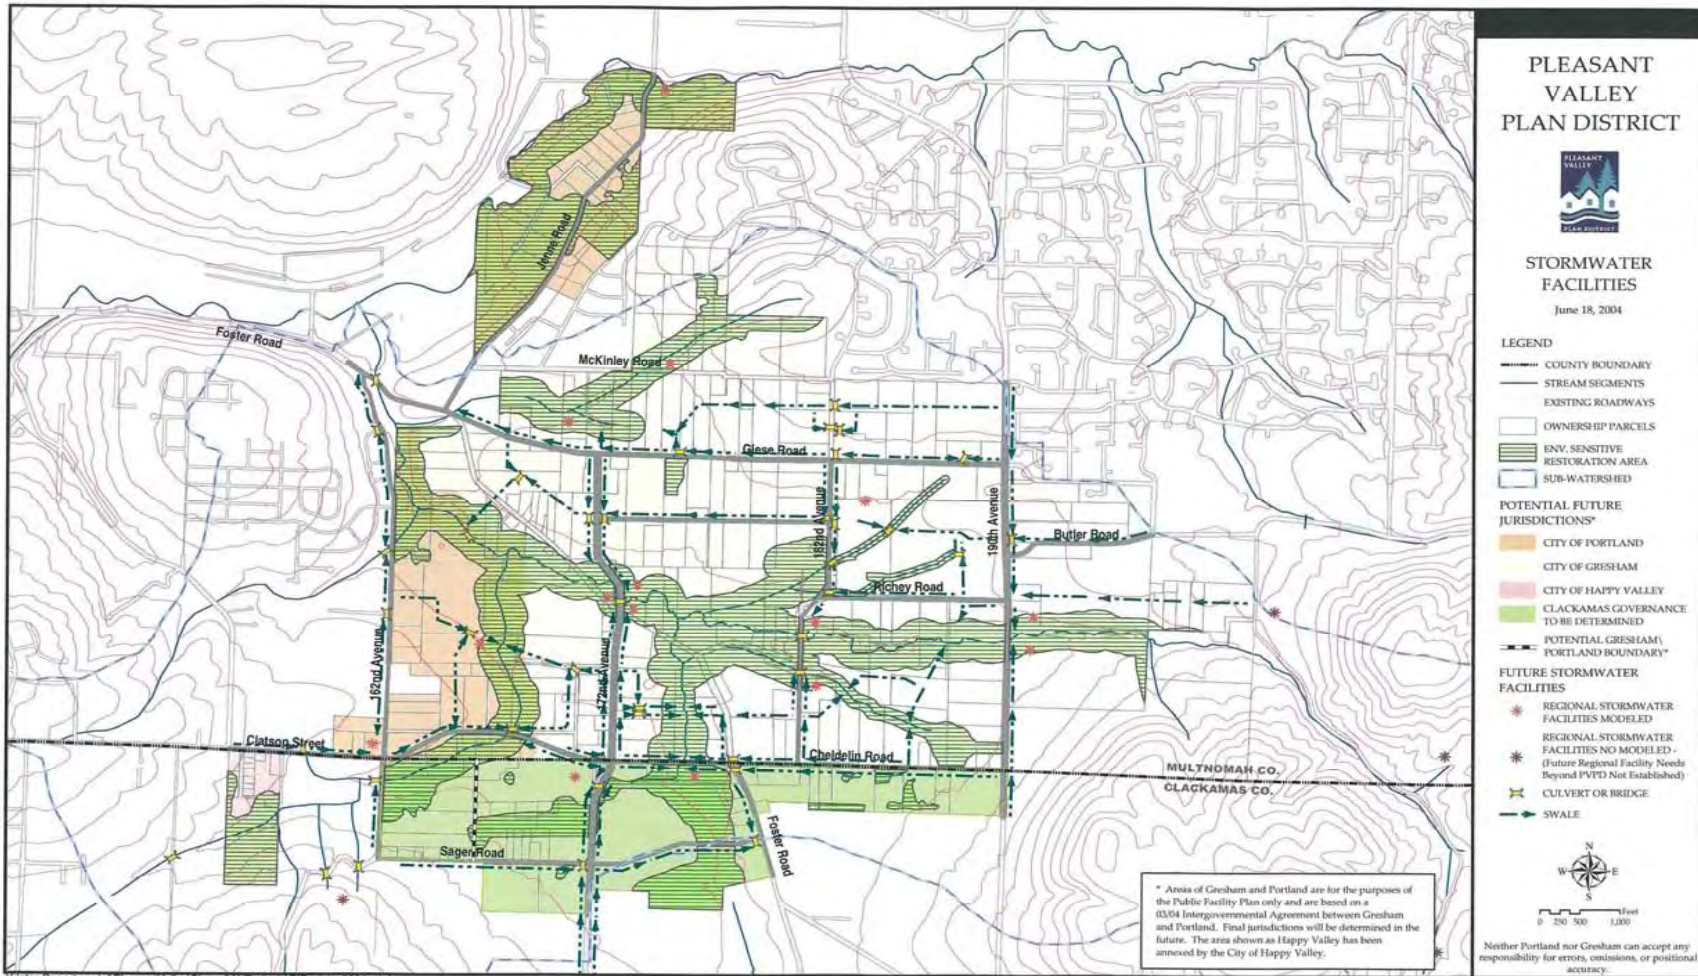 PLEASANT
VALLEY
PLAN DISTRICT
PLEASANT
VALLEY
PLAN DISTRICT
STORMWATER
FACILITIES
June 18, 2004
LEGEND
COUNTY BOUNDARY
STREAM SEGMENTS
EXISTING ROADWAYS
OWNERSHIP PARCELS
ENV. SENSITIVE
RESTORATION AREA
SUB-WATERSHED
POTENTIAL FUTURE
JURISDICTIONS*
CITY OF PORTLAND
CITY OF GRESHAM
CITY OF HAPPY VALLEY
CLACKAMAS GOVERNANCE
TO BE DETERMINED
POTENTIAL GRESHAM\
PORTLAND BOUNDARY*
FUTURE STORMWATER
FACILITIES
REGIONAL STORMWATER
FACILITIES MODELED
REGIONAL STORMWATER
FACILITIES NO MODELED -
(Future Regional Facility Needs
Beyond PVPD Not Established)
CULVERT OR BRIDGE
SWALE
N
W E
S
Feet
0 250 500 1,000
Neither Portland nor Gresham can accept any
responsibility for errors, omissions, or positional
accuracy.
Jenne Road
Foster Road
McKinley Road
Giese Road
162nd Avenue
172nd Avenue
182nd Avenue
190th Avenue
Butler Road
Richey Road
Clatsop Street
Cheldelin Road
MULTNOMAH CO.
CLACKAMAS CO.
Sager Road
Foster Road
* Areas of Gresham and Portland are for the purposes of
the Public Facility Plan only and are based on a
03/04 Intergovernmental Agreement between Gresham
and Portland. Final jurisdictions will be determined in the
future. The area shown as Happy Valley has been
annexed by the City of Happy Valley.